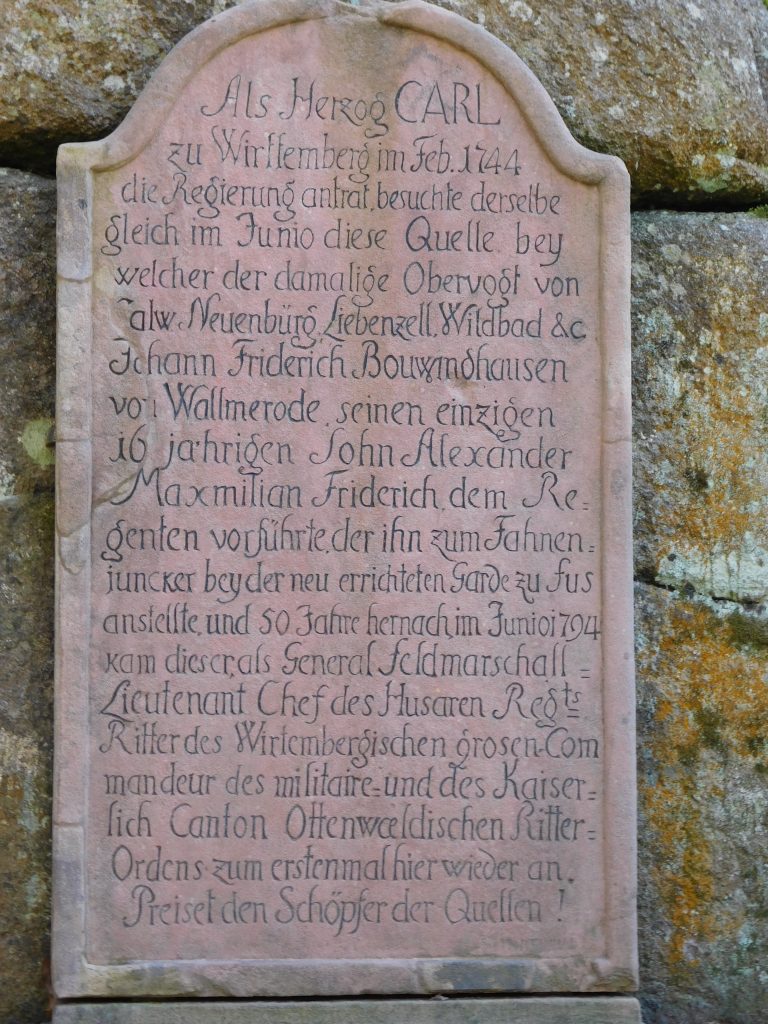 Als Herzog CARL
zu Wirttemberg im Feb. 1744
die Regierung antrat, besuchte derselbe
gleich im Junio diese Quelle, bey
welcher der damalige Obervogt von
Calw, Neuenbürg, Liebenzell, Wildbad &c
Johann Friderich Bouwindhausen
von Wallmerode, seinen einzigen
16 jährigen Sohn Alexander
Maxmilian Friderich, dem Re=
genten vorführte, der ihn zum Fahnen=
juncker bey der neu errichteten Garde zu Fus
anstellte, und 50 Jahre hernach, im Junio 1794
kam dieser, als General Feldmarschall=
Lieutenant Chef des Husaren Regts
Ritter des Wirtembergischen grosen Com
mandeur des militaire= und des Kaiser=
lich Canton Ottenwœldischen Ritter=
Ordens zum erstenmal hier wieder an.
Preiset den Schöpfer der Quellen!